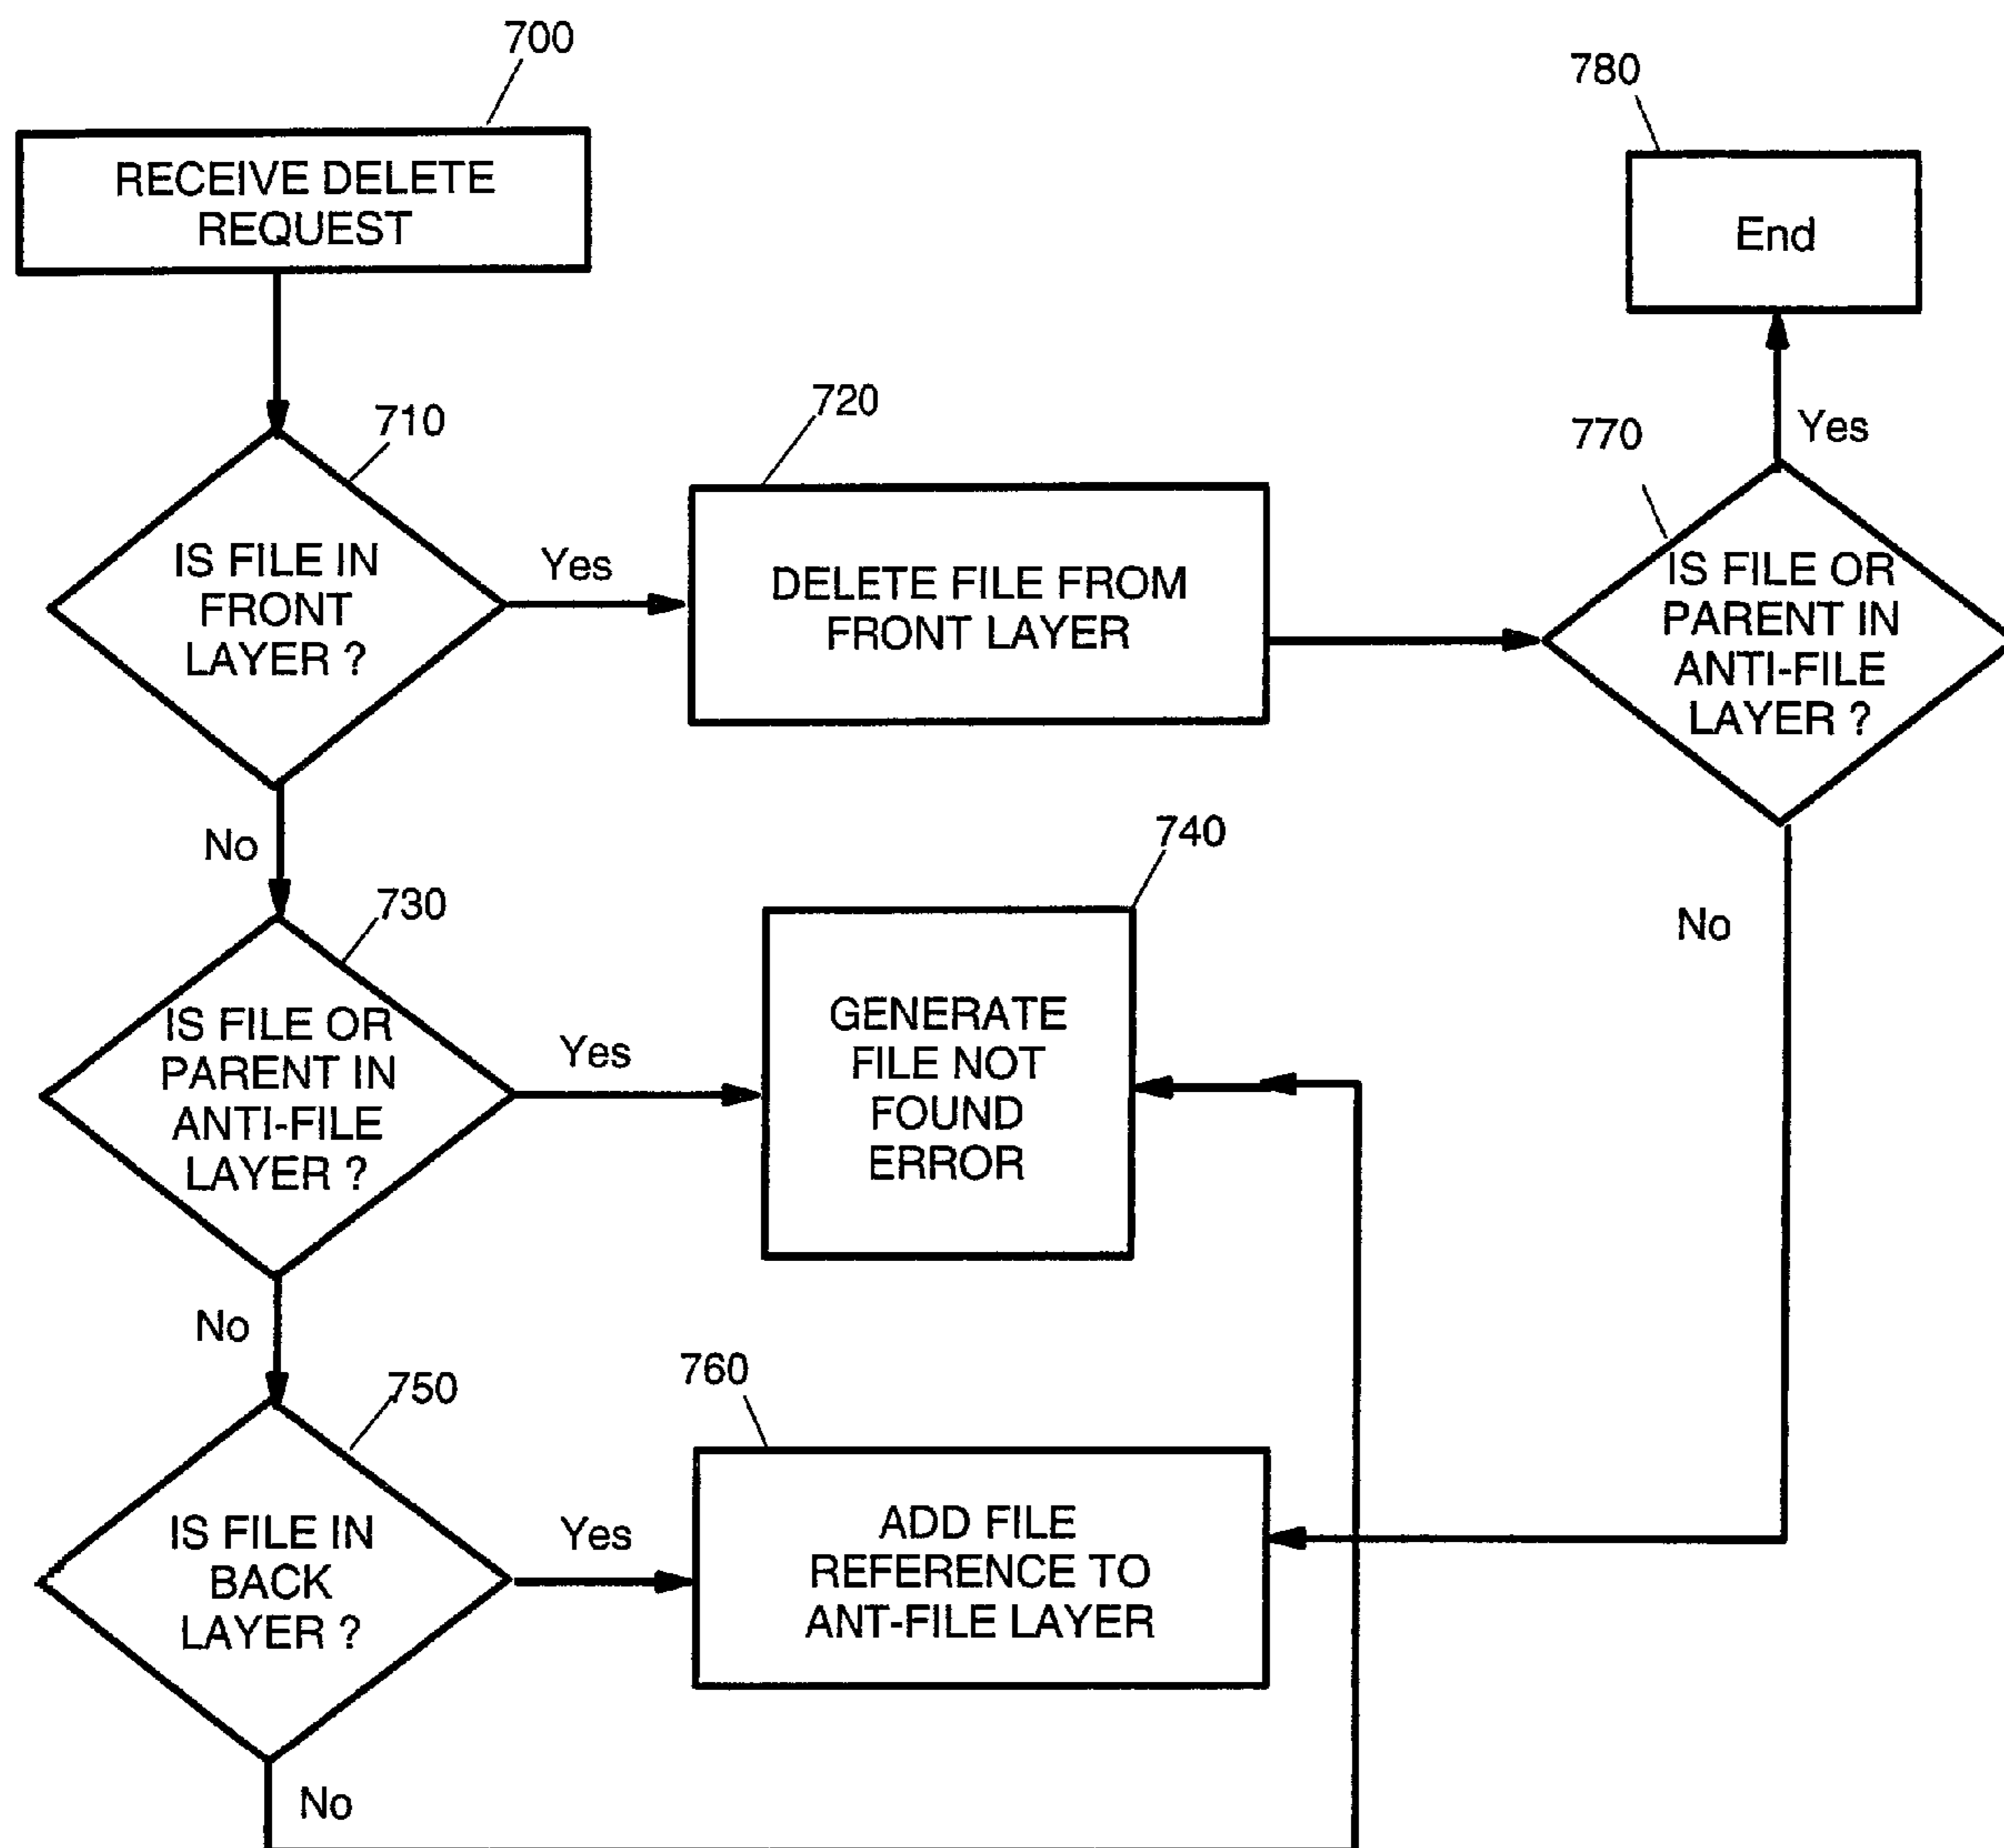 700
RECEIVE DELETE
REQUEST
780
End
710
IS FILE IN
FRONT
LAYER ?
Yes
720
DELETE FILE FROM
FRONT LAYER
770
Yes
IS FILE OR
PARENT IN
ANTI-FILE
LAYER ?
No
No
730
IS FILE OR
PARENT IN
ANTI-FILE
LAYER ?
Yes
740
GENERATE
FILE NOT
FOUND
ERROR
No
750
IS FILE IN
BACK
LAYER ?
Yes
760
ADD FILE
REFERENCE TO
ANT-FILE LAYER
No